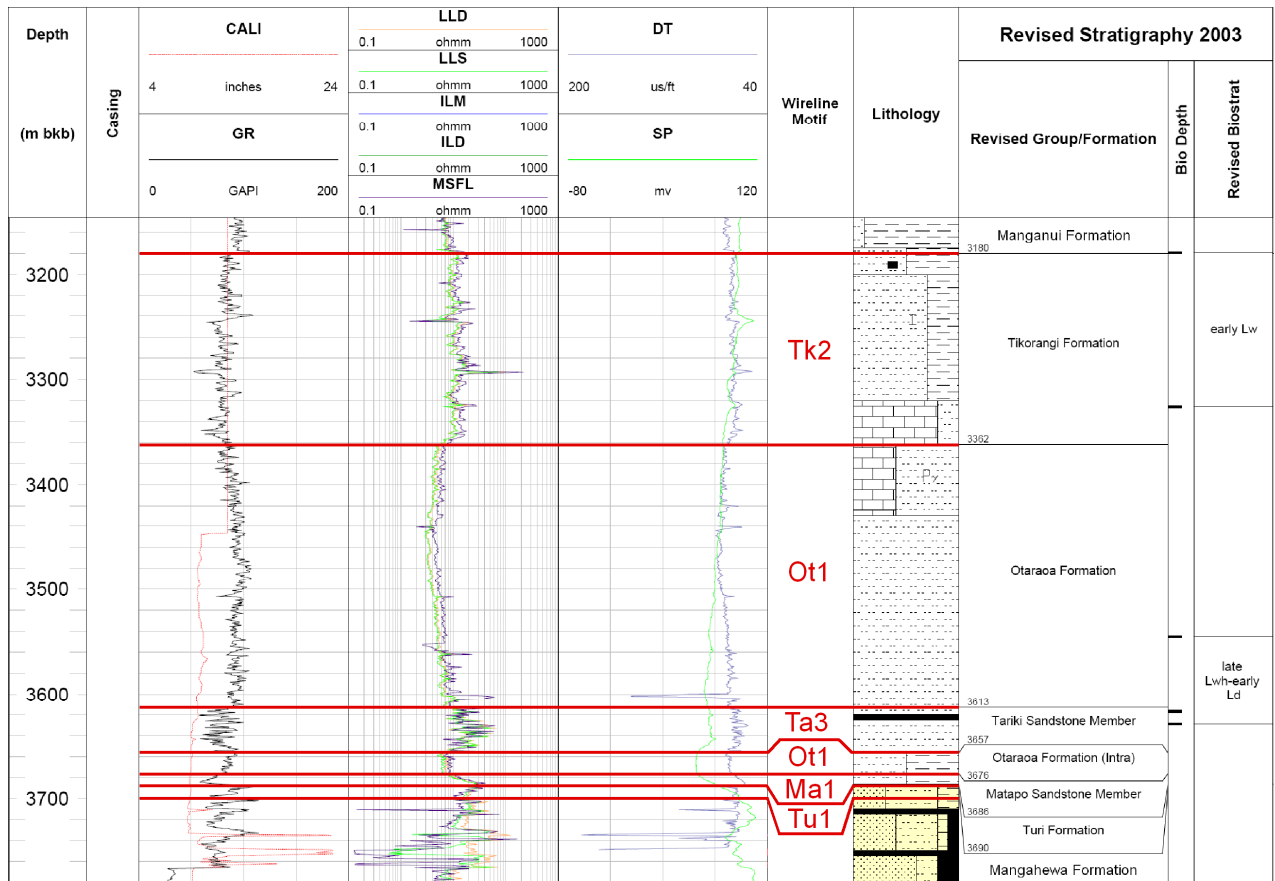 Depth
(m bkb)
Casing
CALI
4 inches 24
GR
0 GAPI 200
LLD
0.1 ohmm 1000
LLS
0.1 ohmm 1000
ILM
0.1 ohmm 1000
ILD
0.1 ohmm 1000
MSFL
0.1 ohmm 1000
DT
200 us/ft 40
SP
-80 mv 120
Wireline
Motif
Lithology
Revised Stratigraphy 2003
Revised Group/Formation
Bio Depth
Revised Biostrat
3200
3300
3400
3500
3600
3700
Tk2
Ot1
Ta3
Ot1
Ma1
Tu1
I
Py
Manganui Formation
3180
Tikorangi Formation
3362
Otaraoa Formation
3613
Tariki Sandstone Member
3657
Otaraoa Formation (Intra)
3676
Matapo Sandstone Member
3686
Turi Formation
3690
Mangahewa Formation
early Lw
late
Lwh-early
Ld